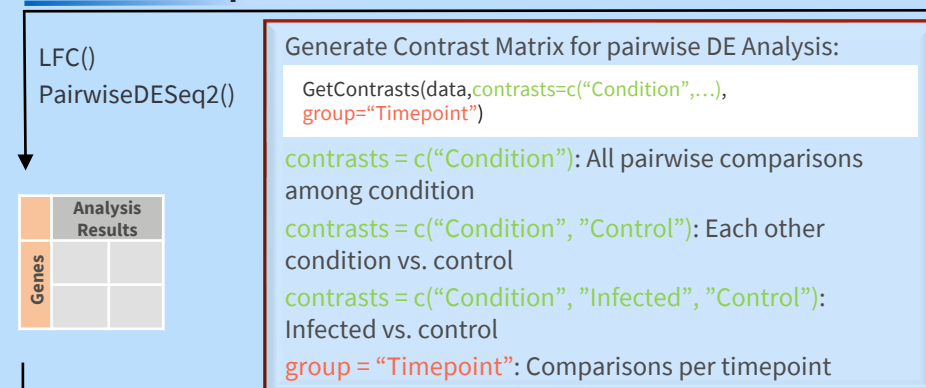 LFC()
PairwiseDESeq2()
Analysis
Results
Genes
Generate Contrast Matrix for pairwise DE Analysis:
GetContrasts(data,contrasts=c(“Condition”,…),
group=“Timepoint”)
contrasts = c(“Condition”): All pairwise comparisons
among condition
contrasts = c(“Condition”, ”Control”): Each other
condition vs. control
contrasts = c(“Condition”, ”Infected”, ”Control”):
Infected vs. control
group = “Timepoint”: Comparisons per timepoint